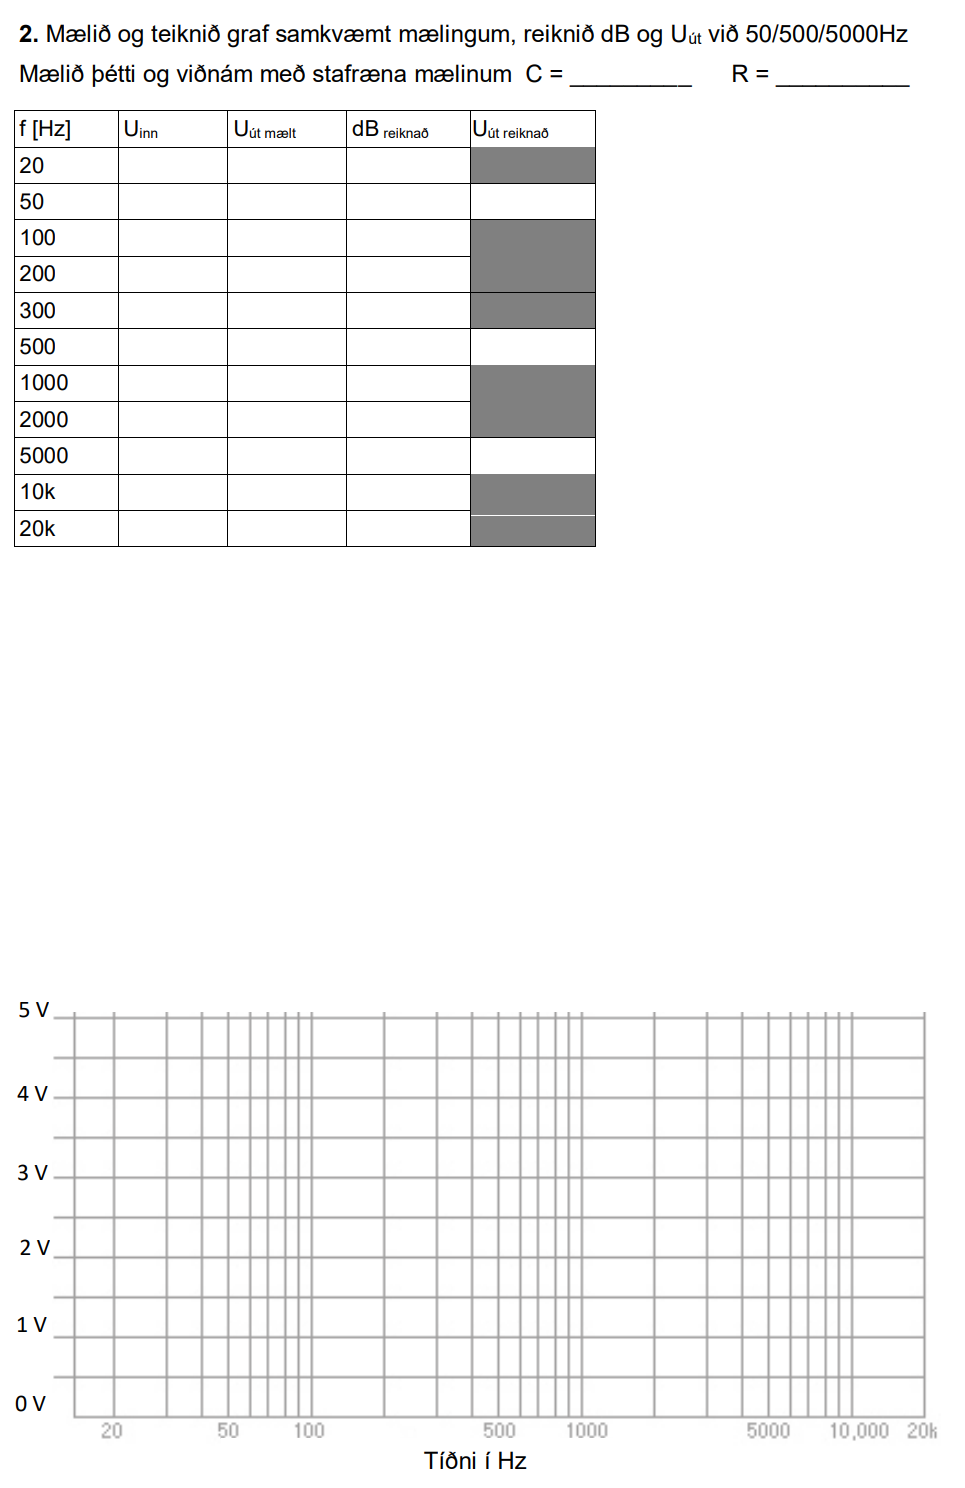 2. Mælið og teiknið graf samkvæmt mælingum, reiknið dB og Uút við 50/500/5000Hz
Mælið þétti og viðnám með stafræna mælinum C = _________ R = __________
f [Hz] Uinn Uút mælt dB reiknað Uút reiknað
20
50
100
200
300
500
1000
2000
5000
10k
20k
5 V
4 V
3 V
2 V
1 V
0 V
20 50 100 500 1000 5000 10,000 20k
Tíðni í Hz